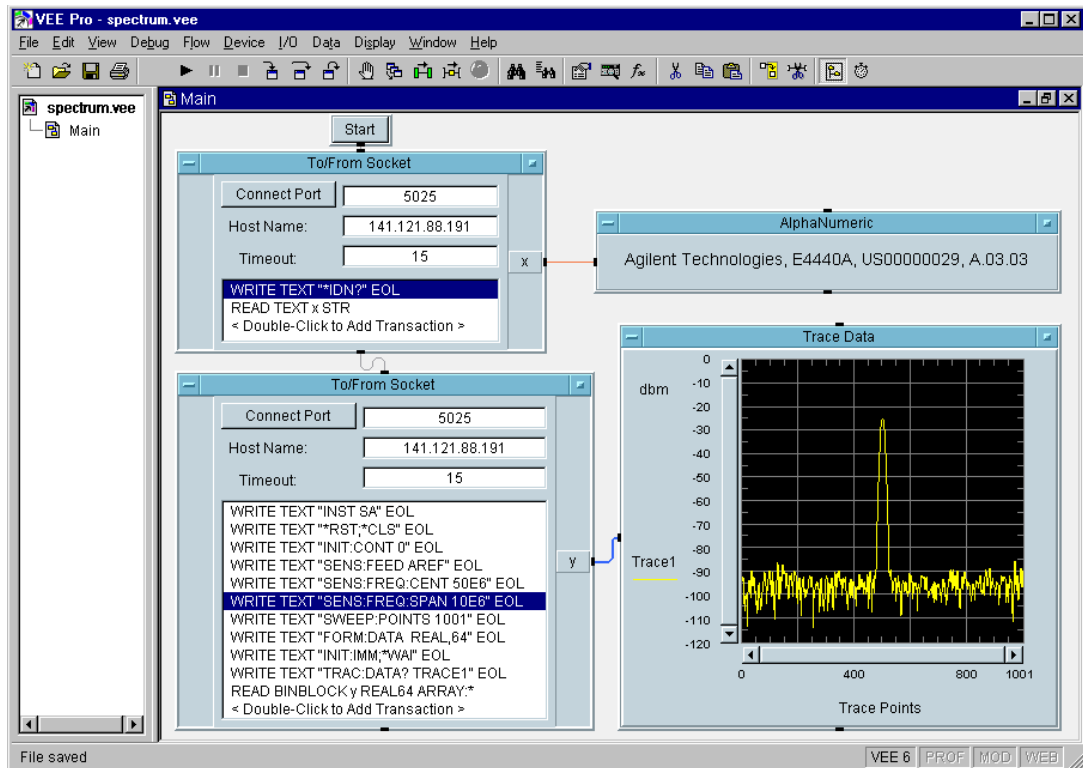 VEE Pro - spectrum.vee
File Edit View Debug Flow Device I/O Data Display Window Help
spectrum.vee
Main
Main
Start
To/From Socket
Connect Port 5025
Host Name: 141.121.88.191
Timeout: 15
x
WRITE TEXT "*IDN?" EOL
READ TEXT x STR
< Double-Click to Add Transaction >
AlphaNumeric
Agilent Technologies, E4440A, US00000029, A.03.03
To/From Socket
Connect Port 5025
Host Name: 141.121.88.191
Timeout: 15
y
WRITE TEXT "INST SA" EOL
WRITE TEXT "*RST;*CLS" EOL
WRITE TEXT "INIT:CONT 0" EOL
WRITE TEXT "SENS:FEED AREF" EOL
WRITE TEXT "SENS:FREQ:CENT 50E6" EOL
WRITE TEXT "SENS:FREQ:SPAN 10E6" EOL
WRITE TEXT "SWEEP:POINTS 1001" EOL
WRITE TEXT "FORM:DATA  REAL,64" EOL
WRITE TEXT "INIT:IMM;*WAI" EOL
WRITE TEXT "TRAC:DATA? TRACE1" EOL
READ BINBLOCK y REAL64 ARRAY:*
< Double-Click to Add Transaction >
Trace Data
dbm
Trace1
0
-10
-20
-30
-40
-50
-60
-70
-80
-90
-100
-110
-120
0 400 800 1001
Trace Points
File saved
VEE 6 PROF MOD WEB